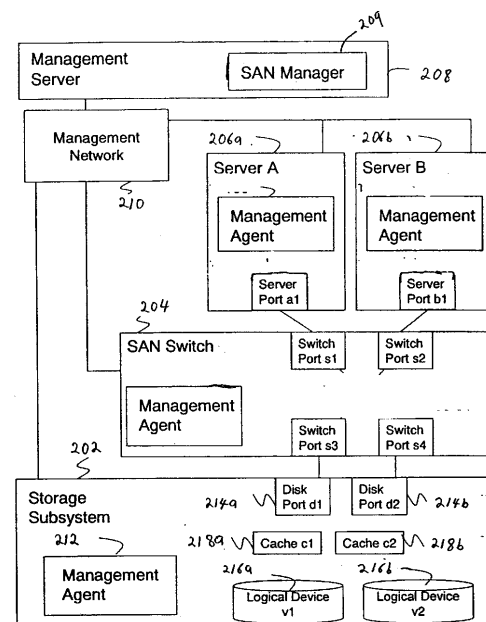 209
Management
Server
SAN Manager
208
Management
Network
210
206a
206b
Server A
Server B
Management
Agent
Management
Agent
Server
Port a1
Server
Port b1
204
SAN Switch
Switch
Port s1
Switch
Port s2
Management
Agent
Switch
Port s3
Switch
Port s4
202
Storage
Subsystem
214a
Disk
Port d1
Disk
Port d2
214b
212
218a
Cache c1
Cache c2
218b
Management
Agent
216a
216b
Logical Device
v1
Logical Device
v2